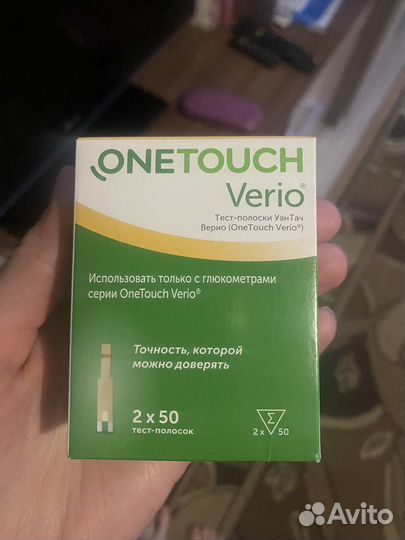 ONETOUCH
Verio®
Тест-полоски УанТач
Верио (OneTouch Verio®)
Использовать только с глюкометрами
серии OneTouch Verio®
Точность, которой
можно доверять
2 x 50
тест-полосок
Σ
2 x 50
Avito